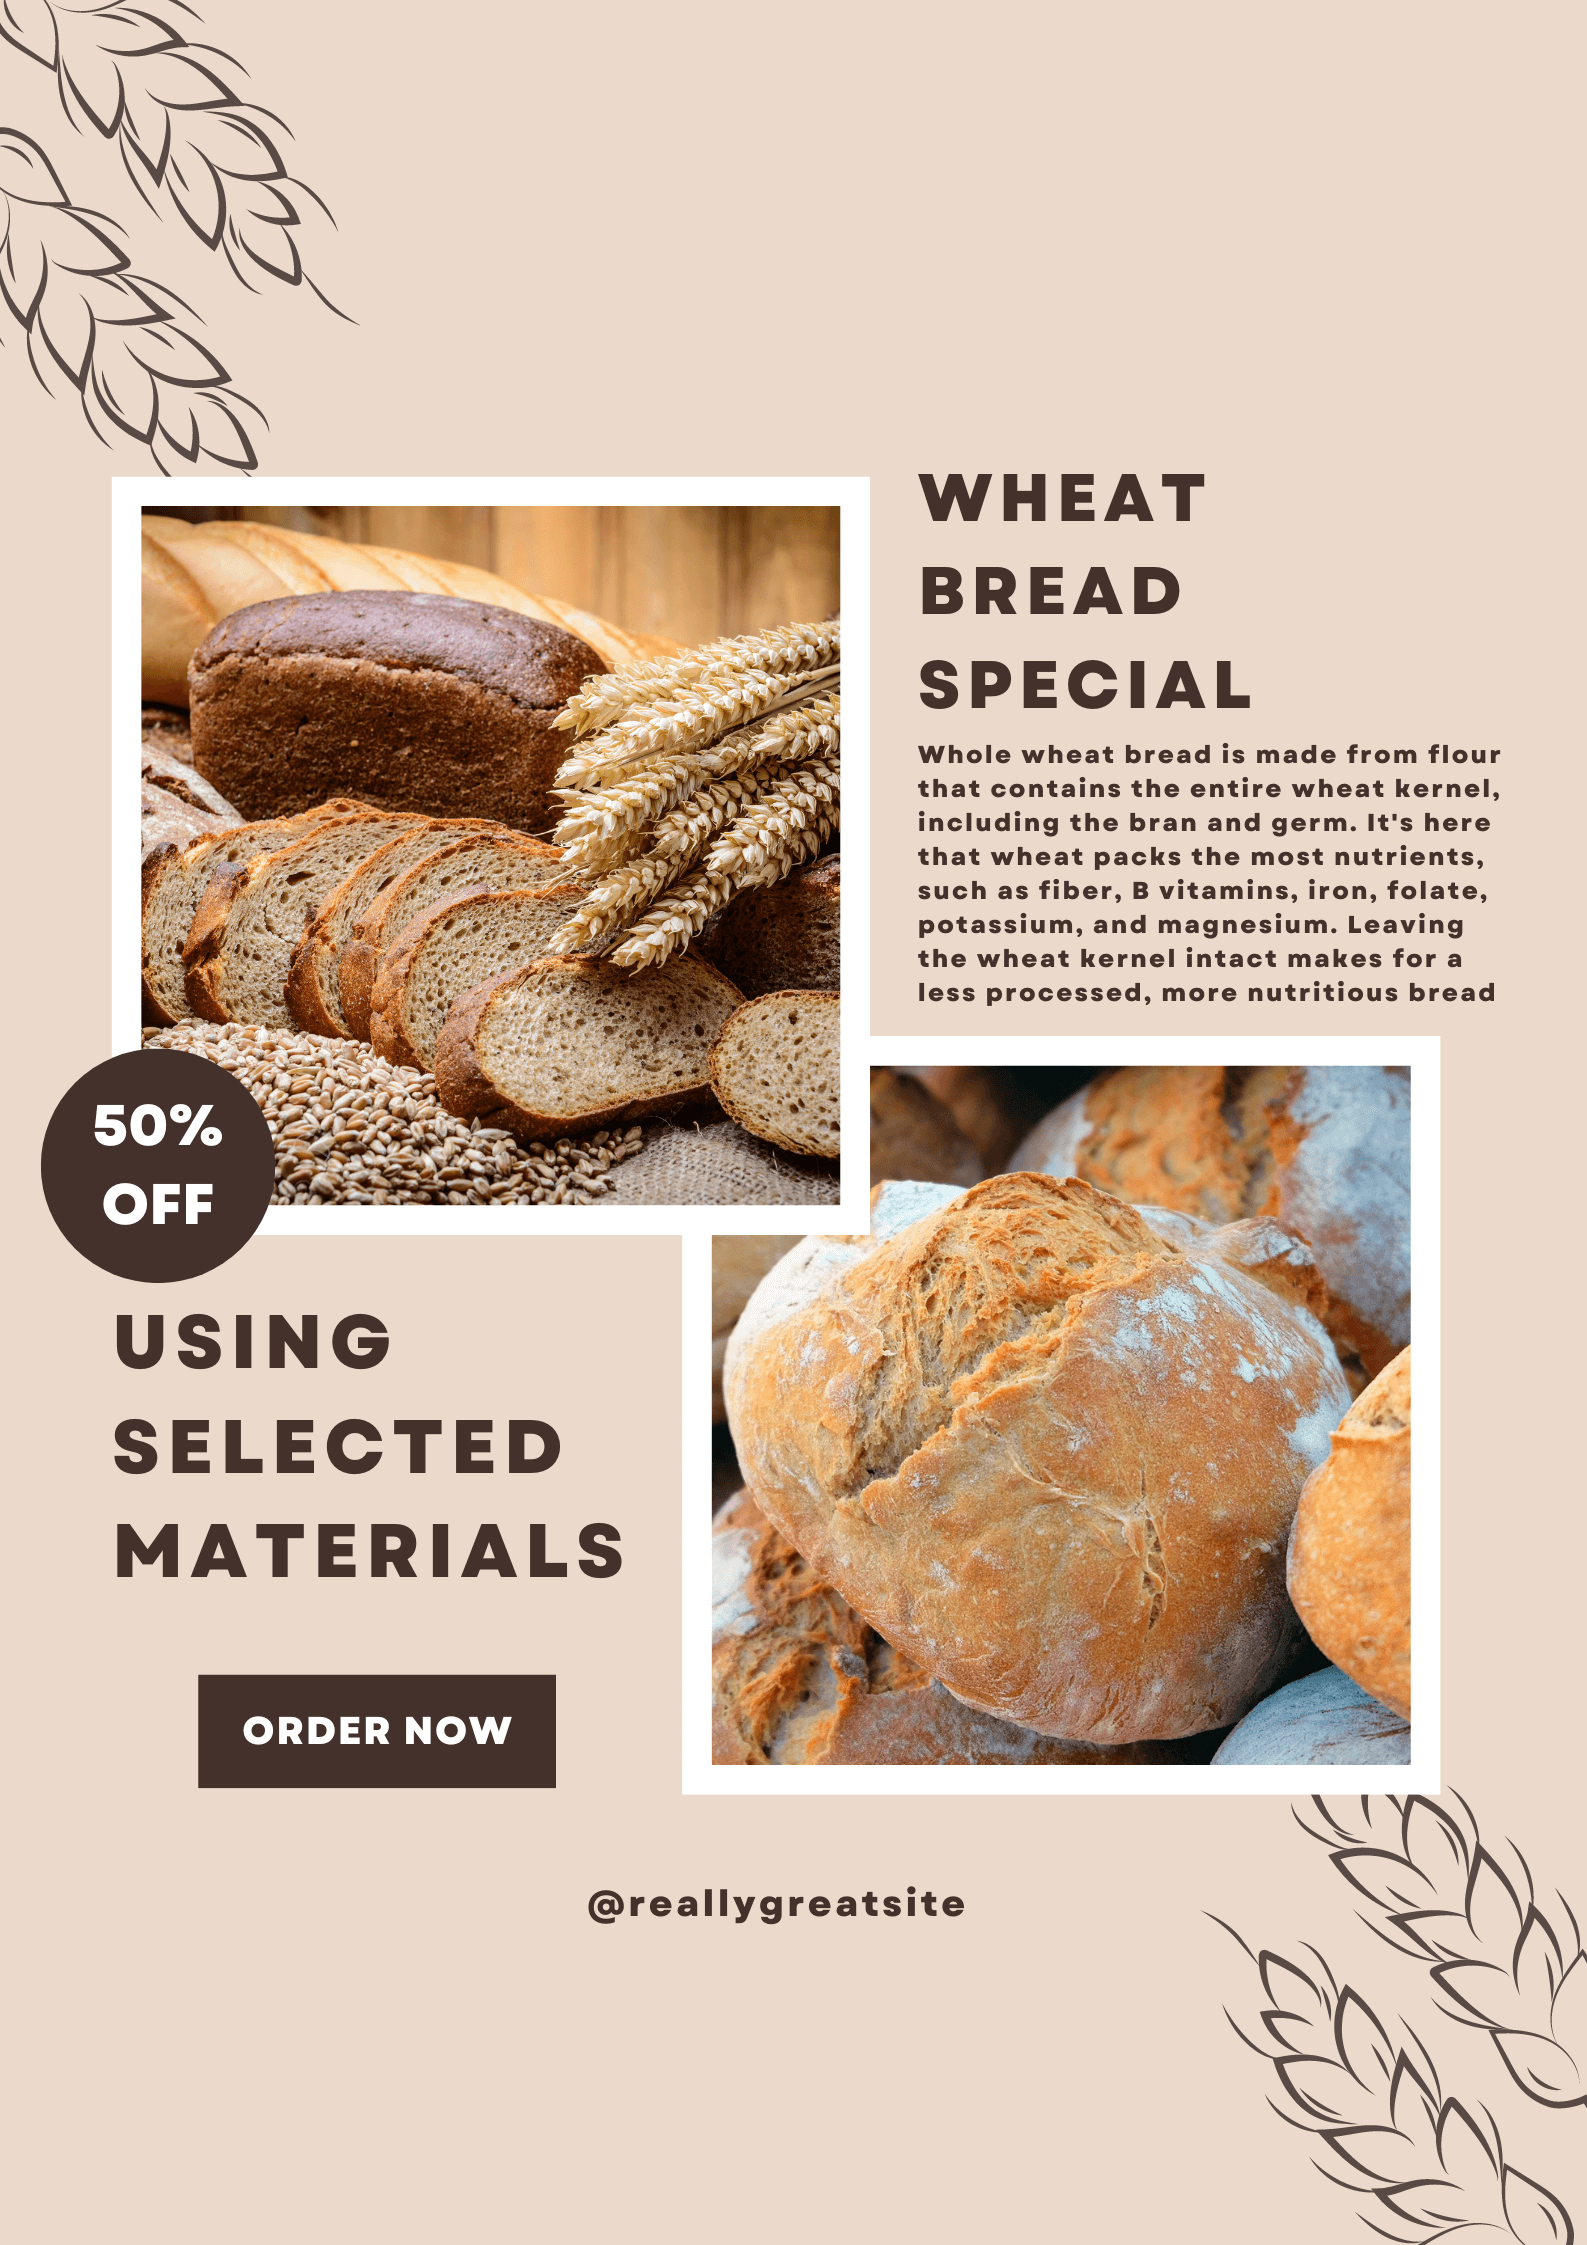 WHEAT
BREAD
SPECIAL
Whole wheat bread is made from flour
that contains the entire wheat kernel,
including the bran and germ. It's here
that wheat packs the most nutrients,
such as fiber, B vitamins, iron, folate,
potassium, and magnesium. Leaving
the wheat kernel intact makes for a
less processed, more nutritious bread
50%
OFF
USING
SELECTED
MATERIALS
ORDER NOW
@reallygreatsite